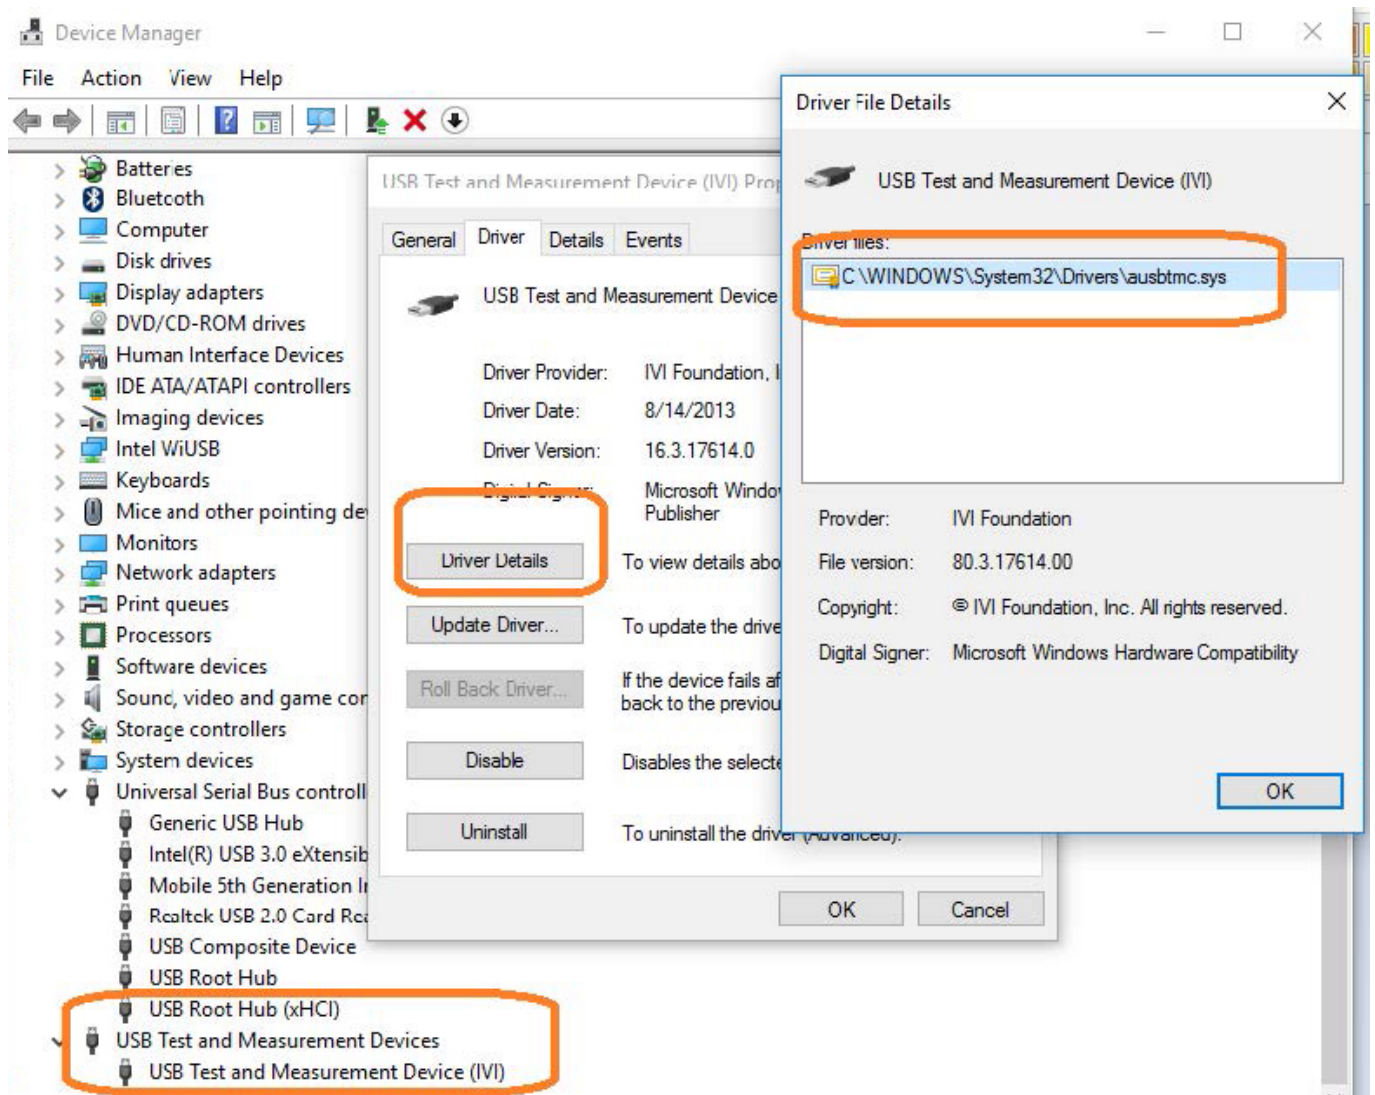 Device Manager
File Action View Help
Batteries
Bluetooth
Computer
Disk drives
Display adapters
DVD/CD-ROM drives
Human Interface Devices
IDE ATA/ATAPI controllers
Imaging devices
Intel WiUSB
Keyboards
Mice and other pointing de
Monitors
Network adapters
Print queues
Processors
Software devices
Sound, video and game cor
Storage controllers
System devices
Universal Serial Bus controll
Generic USB Hub
Intel(R) USB 3.0 eXtensib
Mobile 5th Generation Ir
Realtek USB 2.0 Card Rea
USB Composite Device
USB Root Hub
USB Root Hub (xHCI)
USB Test and Measurement Devices
USB Test and Measurement Device (IVI)
USB Test and Measurement Device (IVI) Prop
General Driver Details Events
USB Test and Measurement Device
Driver Provider: IVI Foundation, I
Driver Date: 8/14/2013
Driver Version: 16.3.17614.0
Digital Signer: Microsoft Window
Publisher
Driver Details To view details abo
Update Driver... To update the drive
Roll Back Driver... If the device fails af
back to the previou
Disable Disables the selecte
Uninstall To uninstall the driver (Advanced).
OK Cancel
Driver File Details
USB Test and Measurement Device (IVI)
Driver files:
C:\WINDOWS\System32\Drivers\ausbtmc.sys
Provider: IVI Foundation
File version: 80.3.17614.00
Copyright: © IVI Foundation, Inc. All rights reserved.
Digital Signer: Microsoft Windows Hardware Compatibility
OK